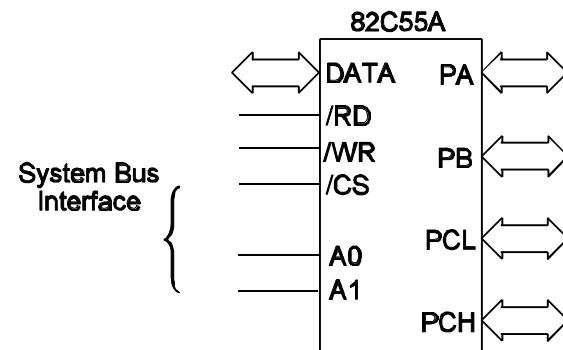 82C55A
DATA PA
/RD
/WR PB
System Bus
Interface
/CS
PCL
A0
A1
PCH